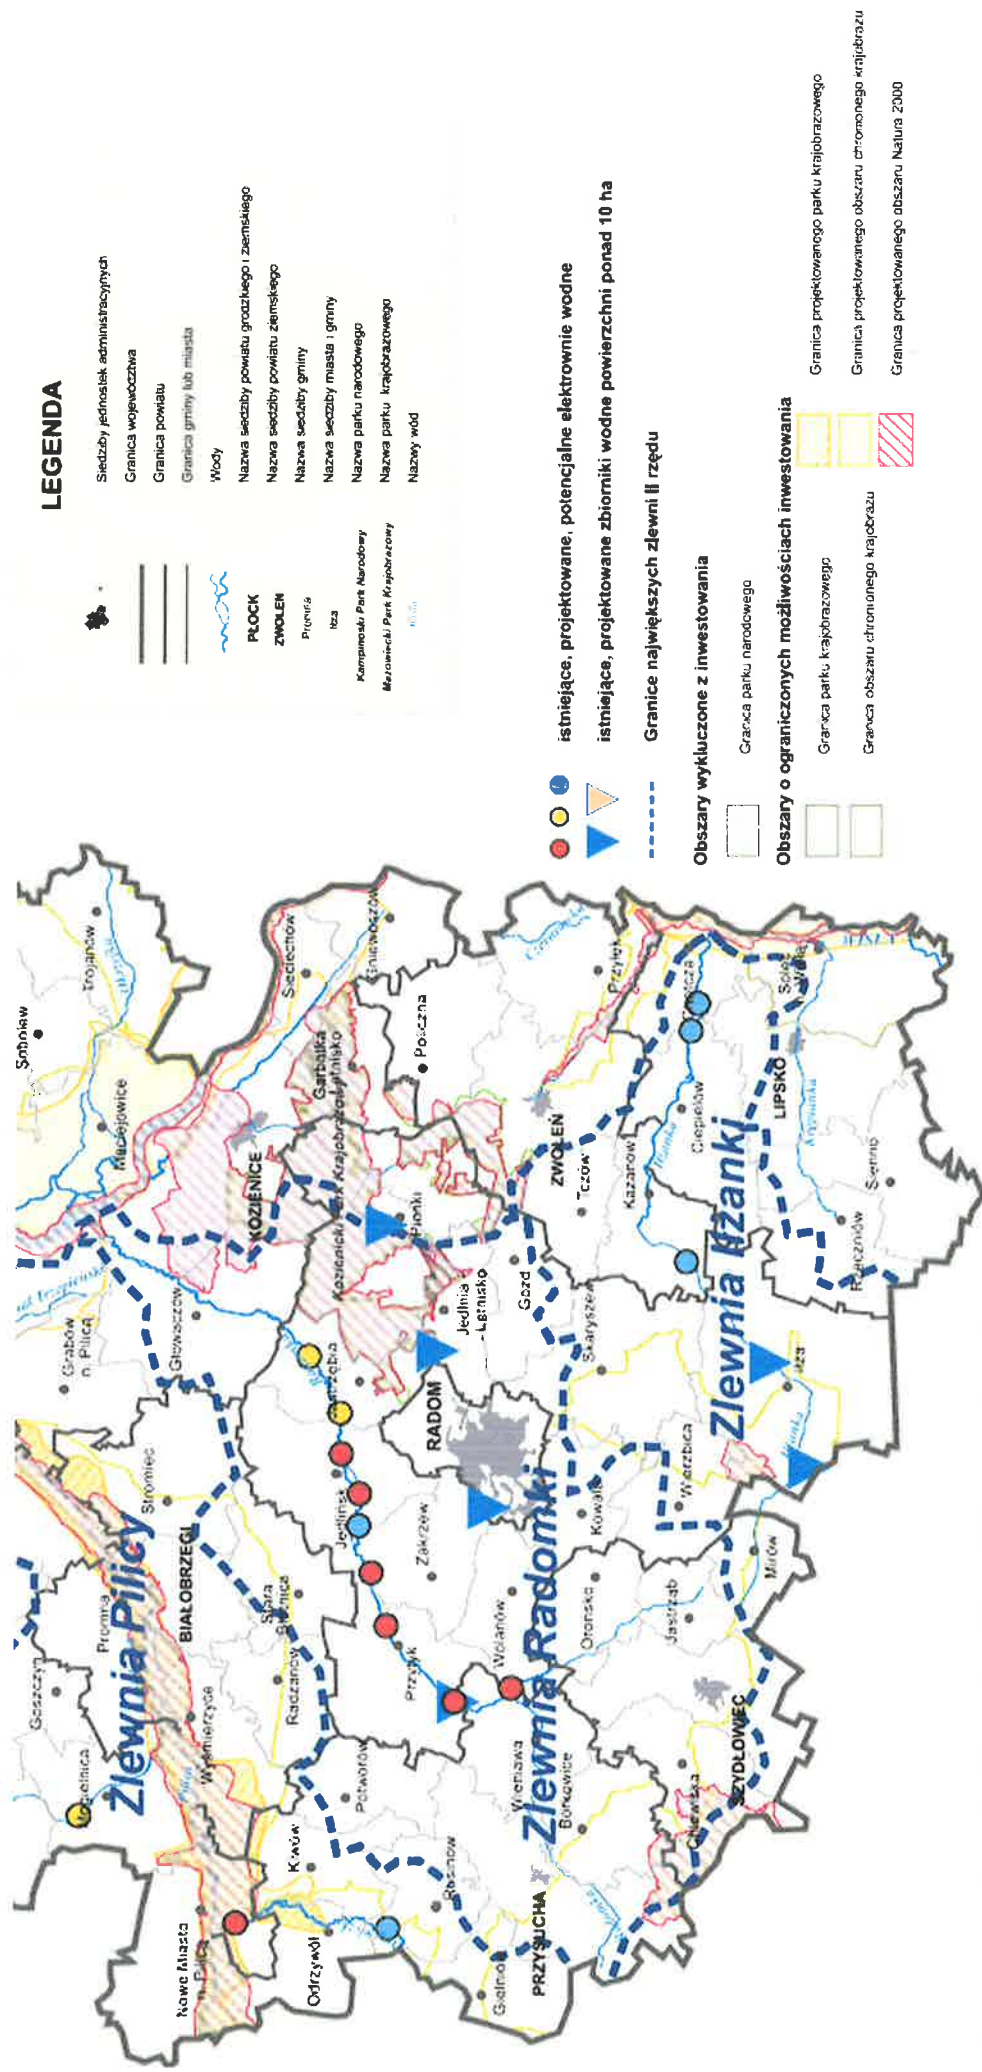 LEGENDA
Siedziby jednostek administracyjnych
Granica województwa
Granica powiatu
Granica gminy lub miasta
Wody
PŁOCK Nazwa siedziby powiatu grodzkiego i ziemskiego
ZWOLEŃ Nazwa siedziby powiatu ziemskiego
Promna Nazwa siedziby gminy
Iłża Nazwa siedziby miasta i gminy
Kampinoski Park Narodowy Nazwa parku narodowego
Mazowiecki Park Krajobrazowy Nazwa parku krajobrazowego
Nazwy wód
istniejące, projektowane, potencjalne elektrownie wodne
istniejące, projektowane zbiorniki wodne powierzchni ponad 10 ha
Granice największych zlewni II rzędu
Obszary wykluczone z inwestowania
Granica parku narodowego
Obszary o ograniczonych możliwościach inwestowania
Granica parku krajobrazowego
Granica obszaru chronionego krajobrazu
Granica projektowanego parku krajobrazowego
Granica projektowanego obszaru chronionego krajobrazu
Granica projektowanego obszaru Natura 2000
Sobolew
Trojanów
Maciejowice
Goszczyn
Promna
Zlewnia Pilicy
Grabów
n. Pilicą
Stromiec
BIAŁOBRZEGI
Głowaczów
KOZIENICE
Sieciechów
Garbatka
Letnisko
Gniewoszów
Nowe Miasto
n. Pilicą
Wyśmierzyce
Stara
Błotnica
Radzanów
Kozienicki Park Krajobrazowy
Pionki
Policzna
Klwów
Potworów
Odrzywół
Przytyk
Jedlińsk
Zakrzew
RADOM
Jedlnia
- Letnisko
Gózd
ZWOLEŃ
Przyłęk
Rusinów
Wolanów
Wieniawa
Zlewnia Radomki
Borkowice
Gielniów
PRZYSUCHA
Orońsko
Kowala
Skaryszew
Tczów
Kazanów
Ciepielów
Iłżanka
Jastrząb
Wierzbica
Zlewnia Iłżanki
LIPSKO
Chlewiska
SZYDŁOWIEC
Mirów
Iłża
Rzeczniów
Sienno
Krępianka